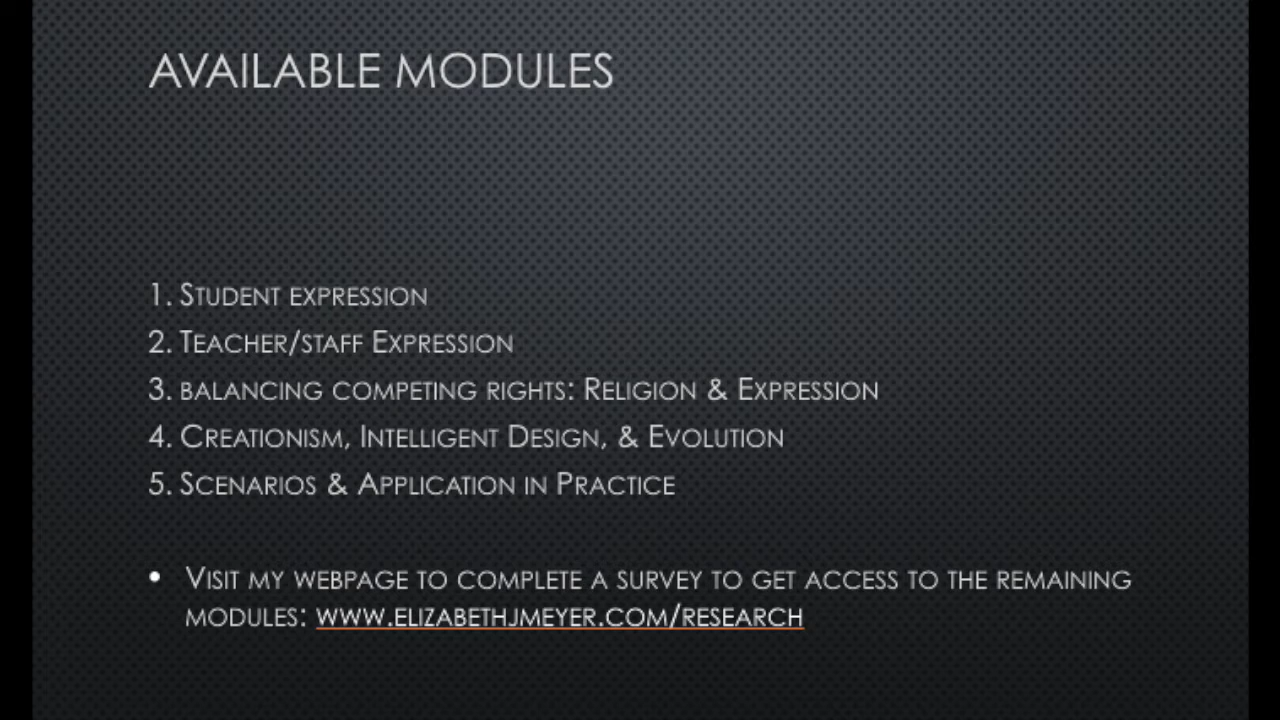 AVAILABLE MODULES
1. STUDENT EXPRESSION
2. TEACHER/STAFF EXPRESSION
3. BALANCING COMPETING RIGHTS: RELIGION & EXPRESSION
4. CREATIONISM, INTELLIGENT DESIGN, & EVOLUTION
5. SCENARIOS & APPLICATION IN PRACTICE
• VISIT MY WEBPAGE TO COMPLETE A SURVEY TO GET ACCESS TO THE REMAINING
MODULES: WWW.ELIZABETHJMEYER.COM/RESEARCH